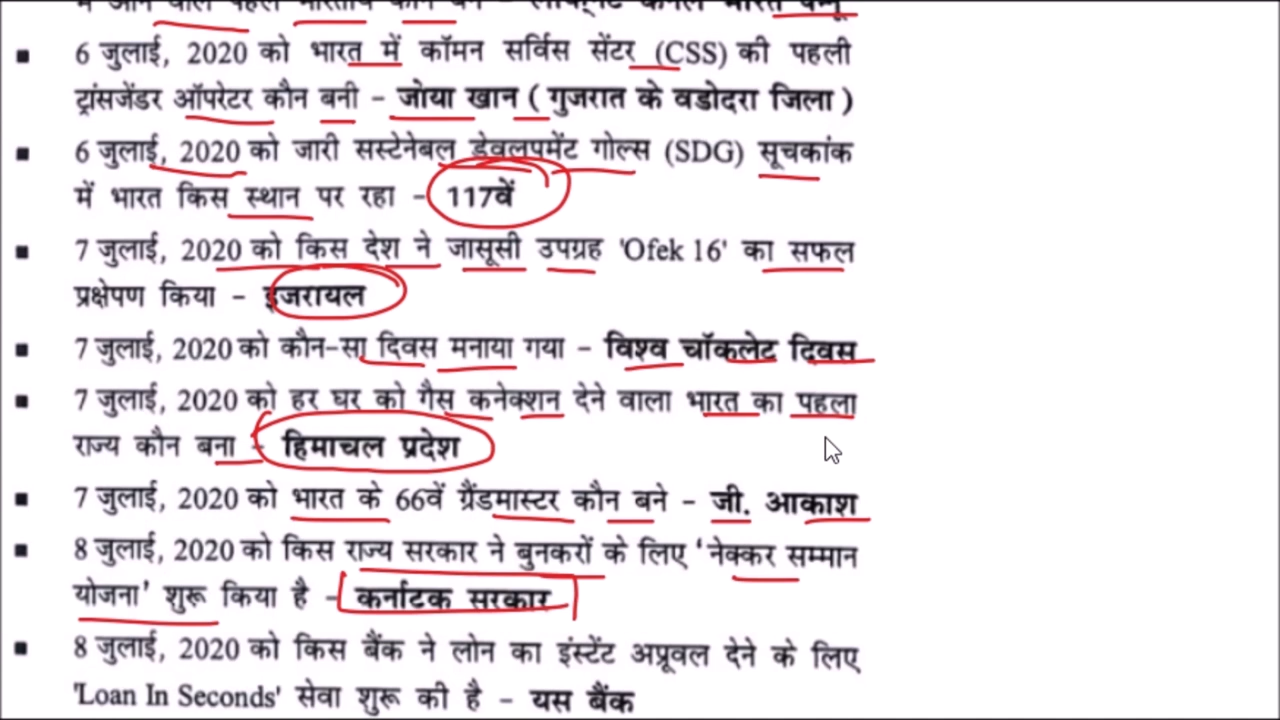 6 जुलाई, 2020 को भारत में कॉमन सर्विस सेंटर (CSS) की पहली
ट्रांसजेंडर ऑपरेटर कौन बनी – जोया खान ( गुजरात के वडोदरा जिला )
6 जुलाई, 2020 को जारी सस्टेनेबल डेवलपमेंट गोल्स (SDG) सूचकांक
में भारत किस स्थान पर रहा – 117वें
7 जुलाई, 2020 को किस देश ने जासूसी उपग्रह 'Ofek 16' का सफल
प्रक्षेपण किया – इजरायल
7 जुलाई, 2020 को कौन-सा दिवस मनाया गया – विश्व चॉकलेट दिवस
7 जुलाई, 2020 को हर घर को गैस कनेक्शन देने वाला भारत का पहला
राज्य कौन बना – हिमाचल प्रदेश
7 जुलाई, 2020 को भारत के 66वें ग्रैंडमास्टर कौन बने – जी. आकाश
8 जुलाई, 2020 को किस राज्य सरकार ने बुनकरों के लिए 'नेक्कर सम्मान
योजना' शुरू किया है – कर्नाटक सरकार
8 जुलाई, 2020 को किस बैंक ने लोन का इंस्टेंट अप्रूवल देने के लिए
'Loan In Seconds' सेवा शुरू की है – यस बैंक